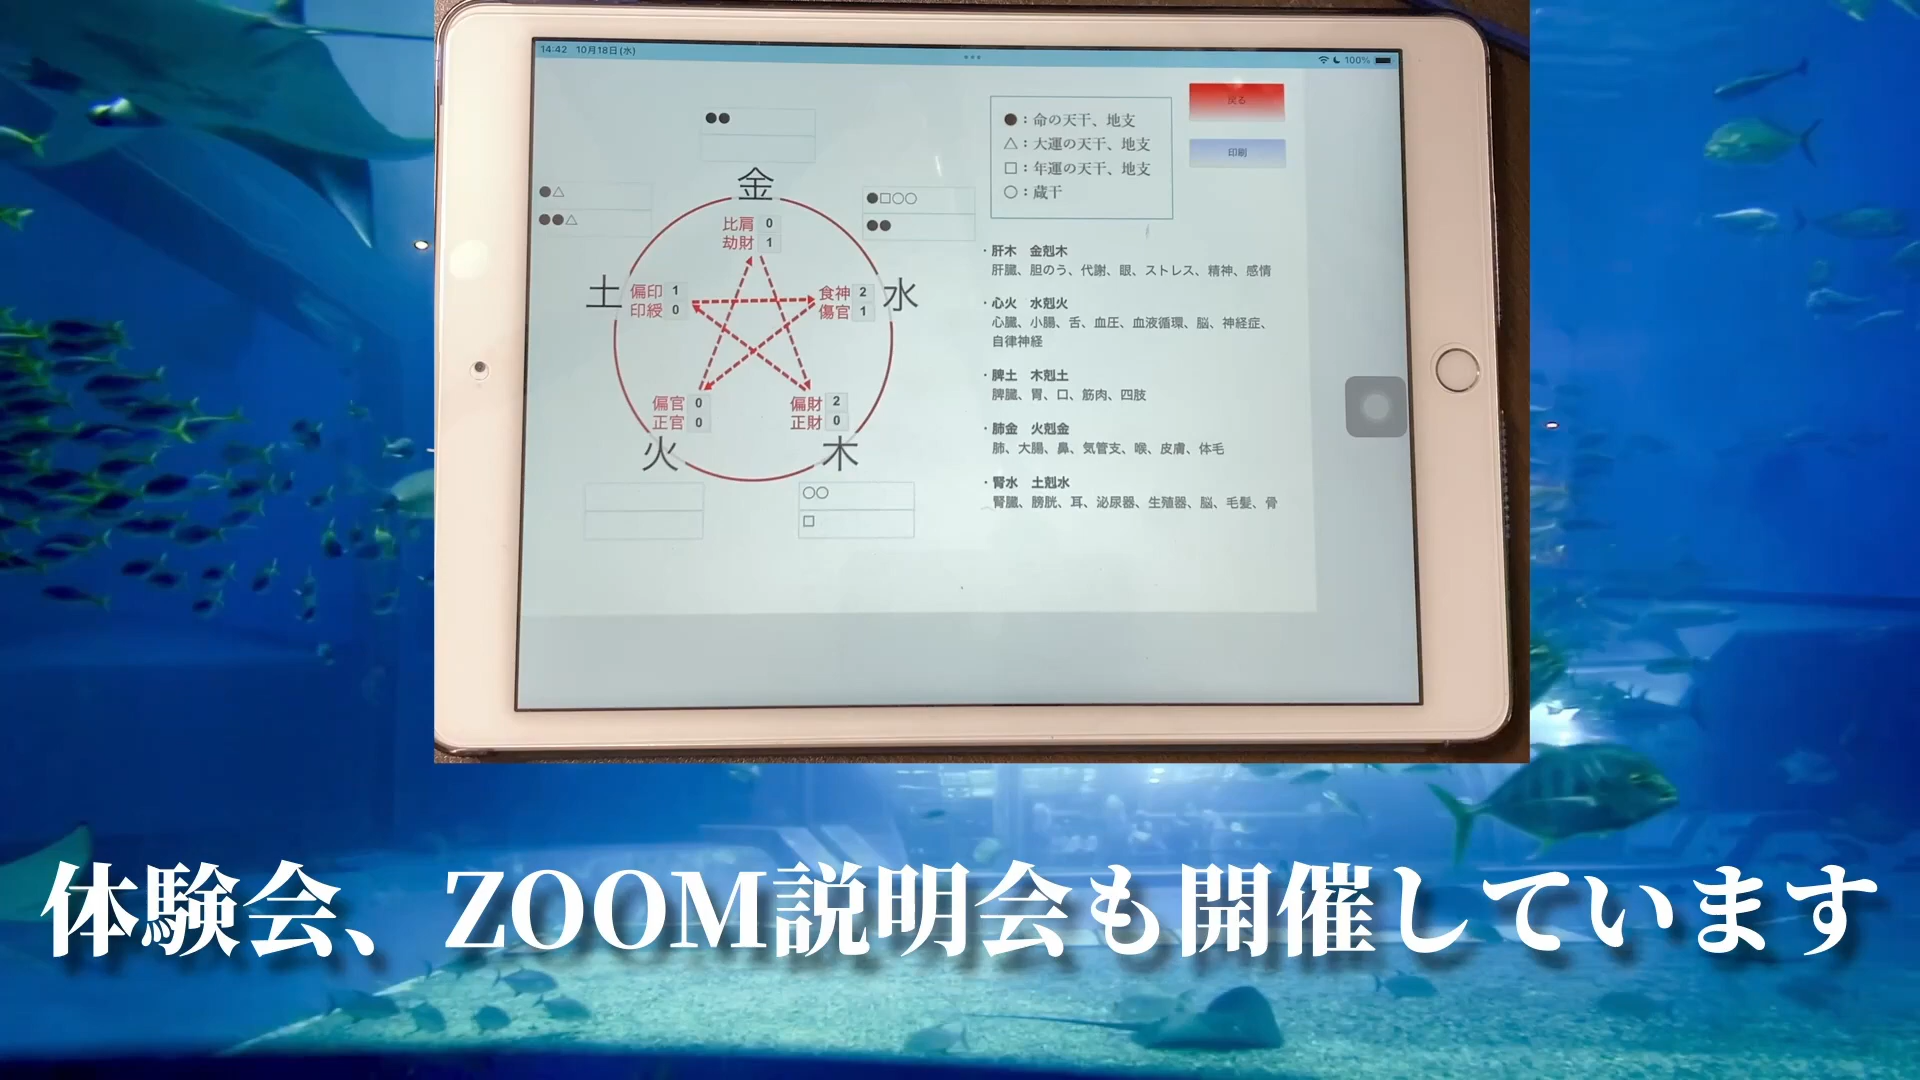 14:42 10月18日(水)
100%
●●
金
●△
●●△
●□○○
●●
比肩 0
劫財 1
土
偏印 1
印綬 0
食神 2
傷官 1
水
偏官 0
正官 0
偏財 2
正財 0
火
木
○○
□
●：命の天干、地支
△：大運の天干、地支
□：年運の天干、地支
○：蔵干
戻る
印刷
・肝木 金剋木
肝臓、胆のう、代謝、眼、ストレス、精神、感情
・心火 水剋火
心臓、小腸、舌、血圧、血液循環、脳、神経症、
自律神経
・脾土 木剋土
脾臓、胃、口、筋肉、四肢
・肺金 火剋金
肺、大腸、鼻、気管支、喉、皮膚、体毛
・腎水 土剋水
腎臓、膀胱、耳、泌尿器、生殖器、脳、毛髪、骨
体験会、ZOOM説明会も開催しています